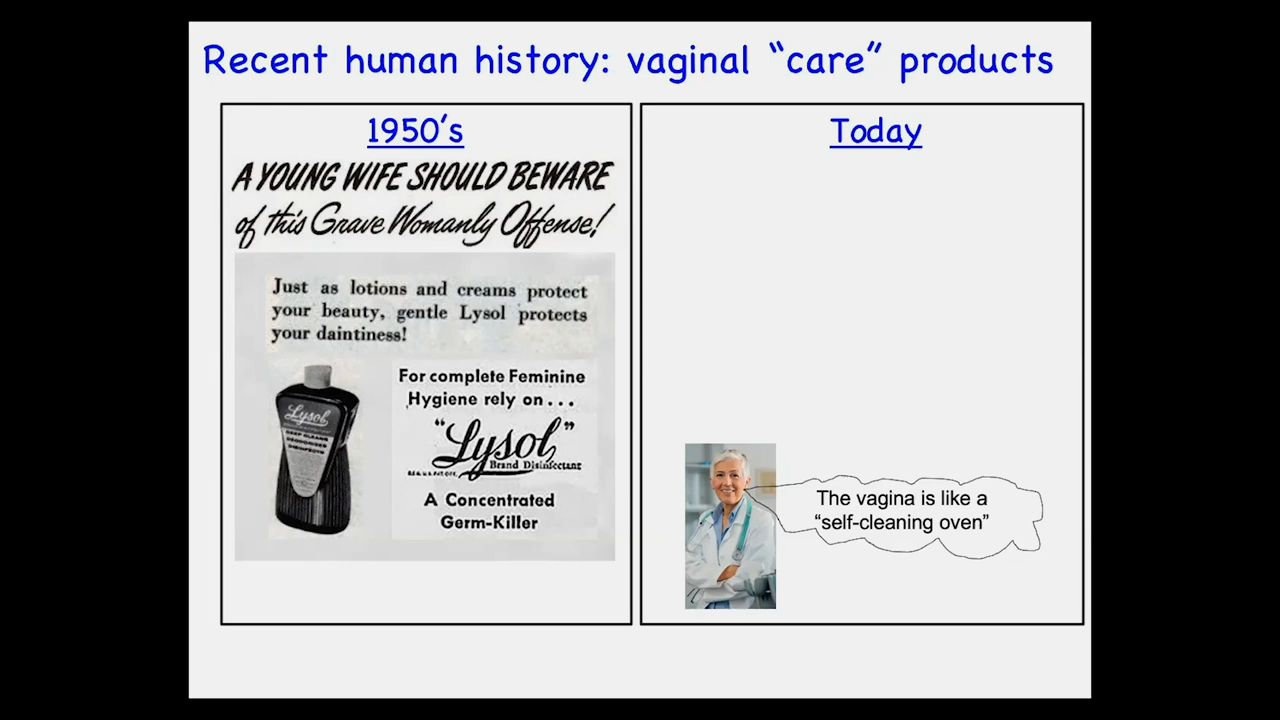 Recent human history: vaginal “care” products
1950’s
A YOUNG WIFE SHOULD BEWARE
of this Grave Womanly Offense!
Just as lotions and creams protect
your beauty, gentle Lysol protects
your daintiness!
Lysol
For complete Feminine
Hygiene rely on . . .
“Lysol”
Brand Disinfectant
A Concentrated
Germ-Killer
Today
The vagina is like a
“self-cleaning oven”